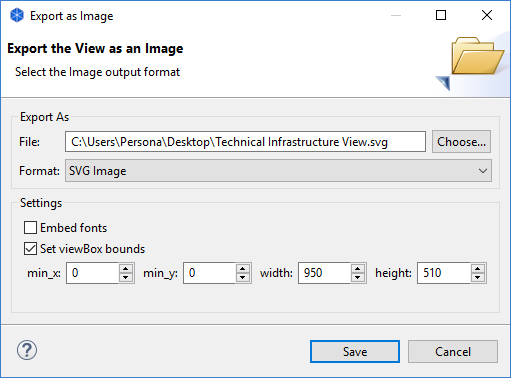 Export as Image
Export the View as an Image
Select the Image output format
Export As
File: C:\Users\Persona\Desktop\Technical Infrastructure View.svg Choose...
Format: SVG Image
Settings
Embed fonts
Set viewBox bounds
min_x: 0 min_y: 0 width: 950 height: 510
? Save Cancel